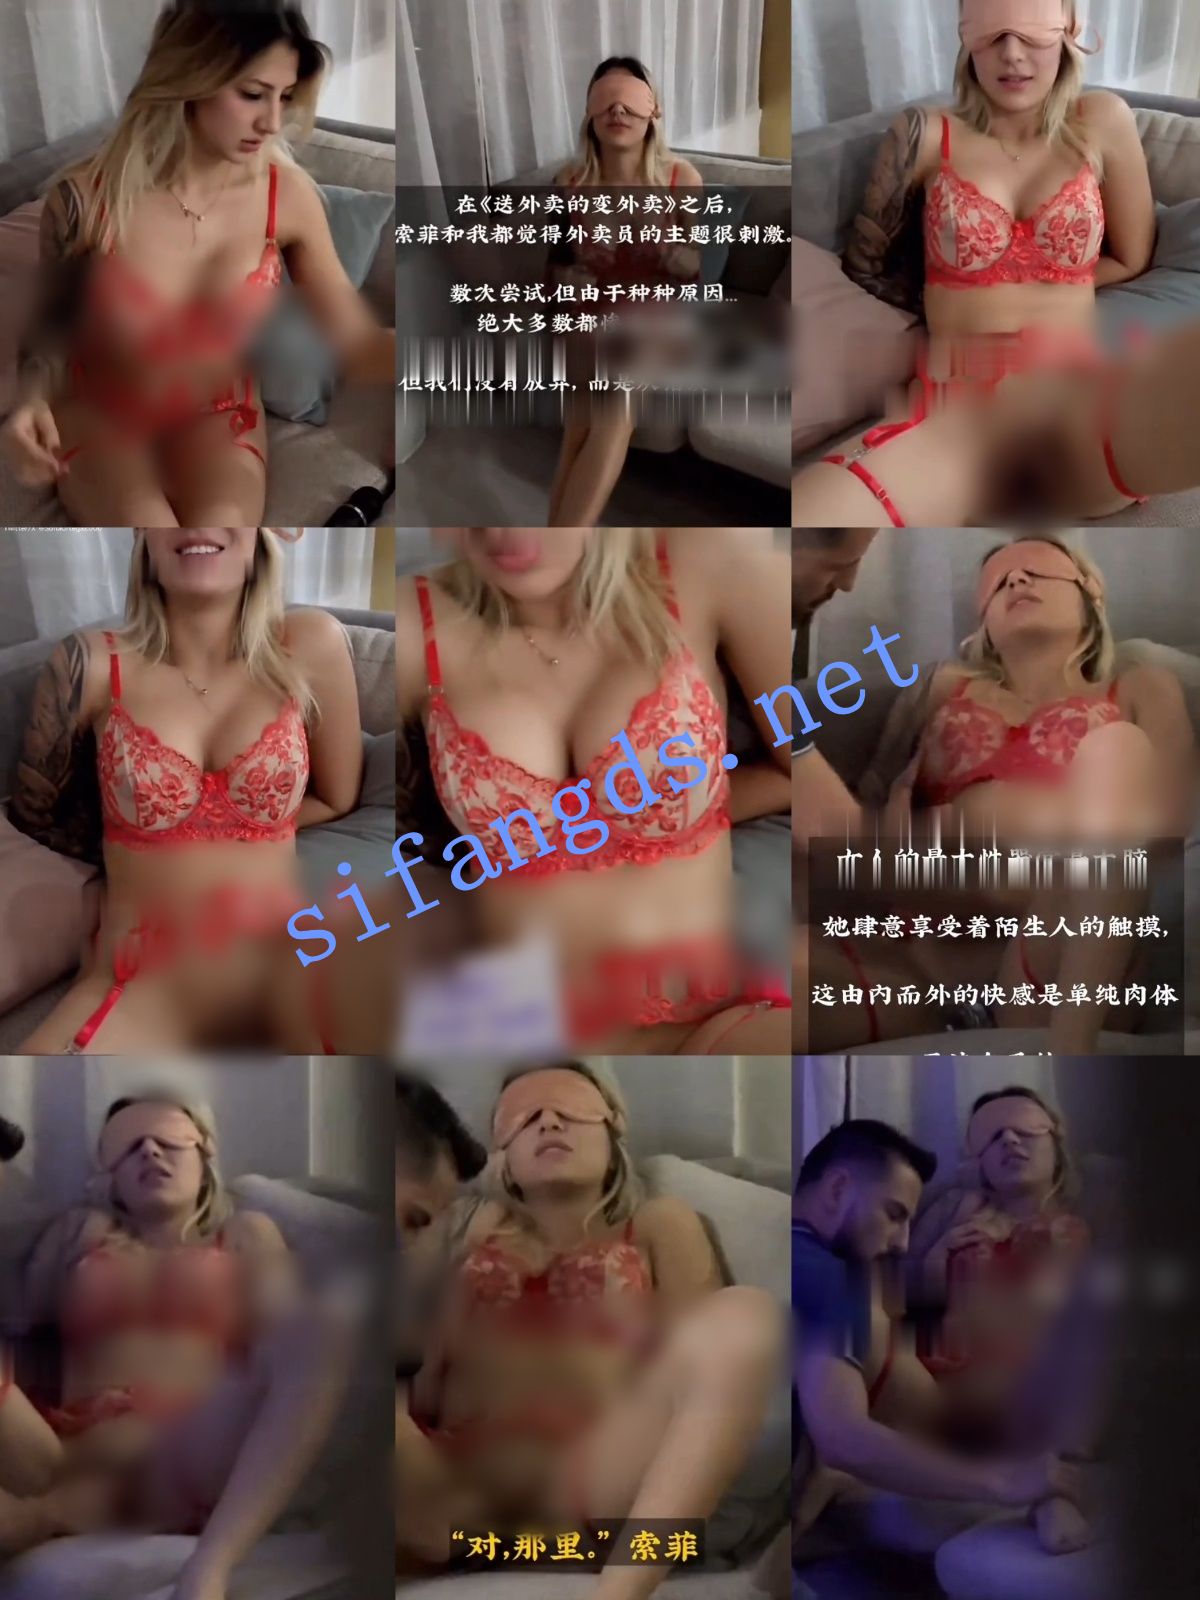 在《送外卖的变外卖》之后,
索菲和我都觉得外卖员的主题很刺激。
数次尝试,但由于种种原因...
绝大多数都
但我们没有放弃,而是
sifangds.net
她肆意享受着陌生人的触摸,
这由内而外的快感是单纯肉体
“对,那里。”索菲